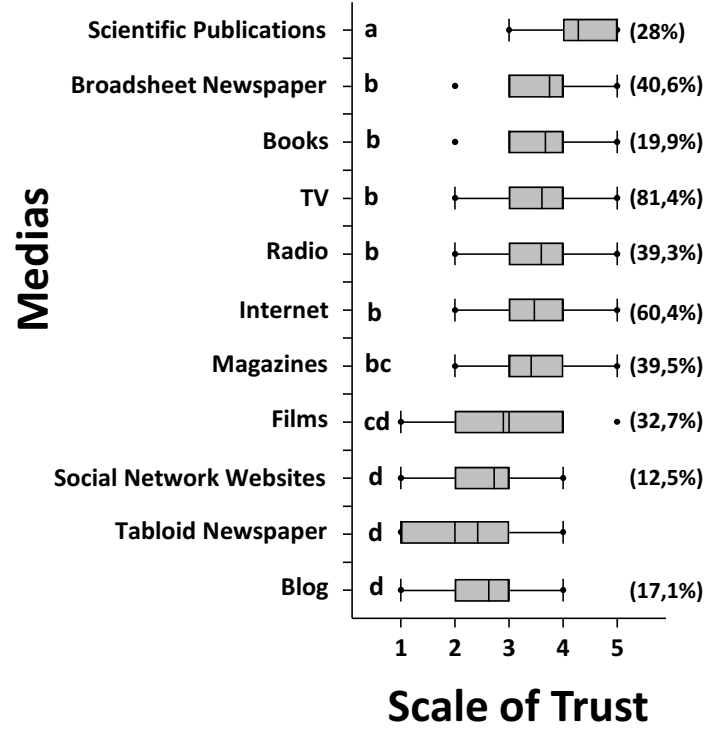 Medias
Scientific Publications a (28%)
Broadsheet Newspaper b (40,6%)
Books b (19,9%)
TV b (81,4%)
Radio b (39,3%)
Internet b (60,4%)
Magazines bc (39,5%)
Films cd (32,7%)
Social Network Websites d (12,5%)
Tabloid Newspaper d
Blog d (17,1%)
1 2 3 4 5
Scale of Trust